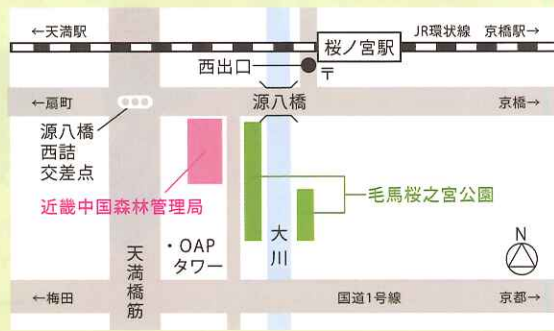 ←天満駅
JR環状線 京橋駅→
桜ノ宮駅
西出口
〒
←扇町
源八橋
京橋→
源八橋
西詰
交差点
近畿中国森林管理局
毛馬桜之宮公園
・OAP
タワー
大川
天満橋筋
N
←梅田
国道1号線
京都→